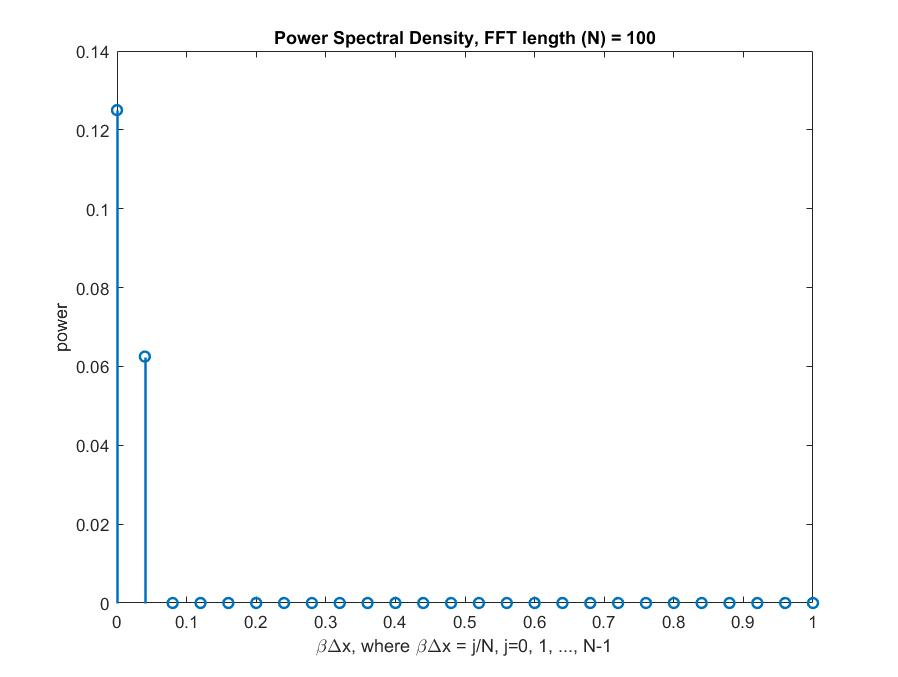 Power Spectral Density, FFT length (N) = 100
0.14
0.12
0.1
0.08
0.06
0.04
0.02
0
power
0 0.1 0.2 0.3 0.4 0.5 0.6 0.7 0.8 0.9 1
βΔx, where βΔx = j/N, j=0, 1, ..., N-1